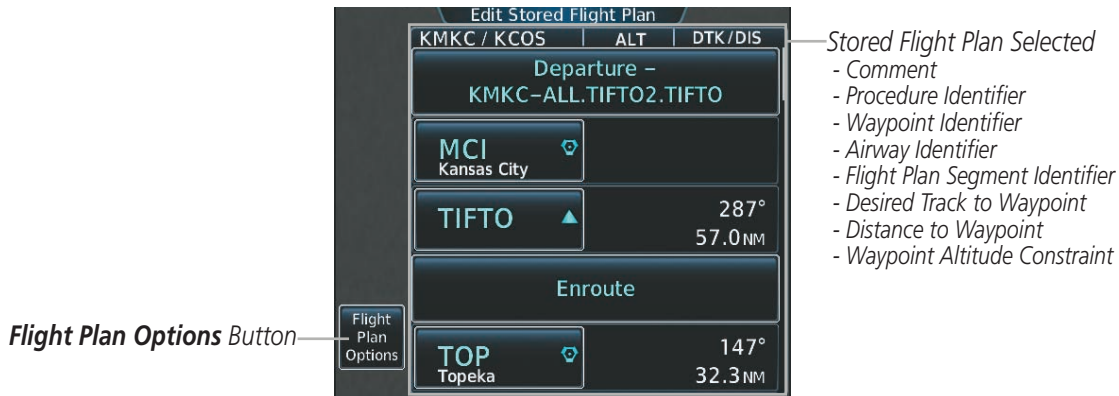 Edit Stored Flight Plan
KMKC / KCOS ALT DTK/DIS
Departure –
KMKC–ALL.TIFTO2.TIFTO
MCI
Kansas City
TIFTO
287°
57.0NM
Enroute
Flight
Plan
Options
TOP
Topeka
147°
32.3NM
Flight Plan Options Button
Stored Flight Plan Selected
- Comment
- Procedure Identifier
- Waypoint Identifier
- Airway Identifier
- Flight Plan Segment Identifier
- Desired Track to Waypoint
- Distance to Waypoint
- Waypoint Altitude Constraint